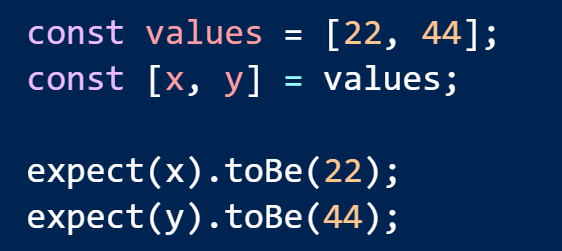 const values = [22, 44];
const [x, y] = values;
expect(x).toBe(22);
expect(y).toBe(44);